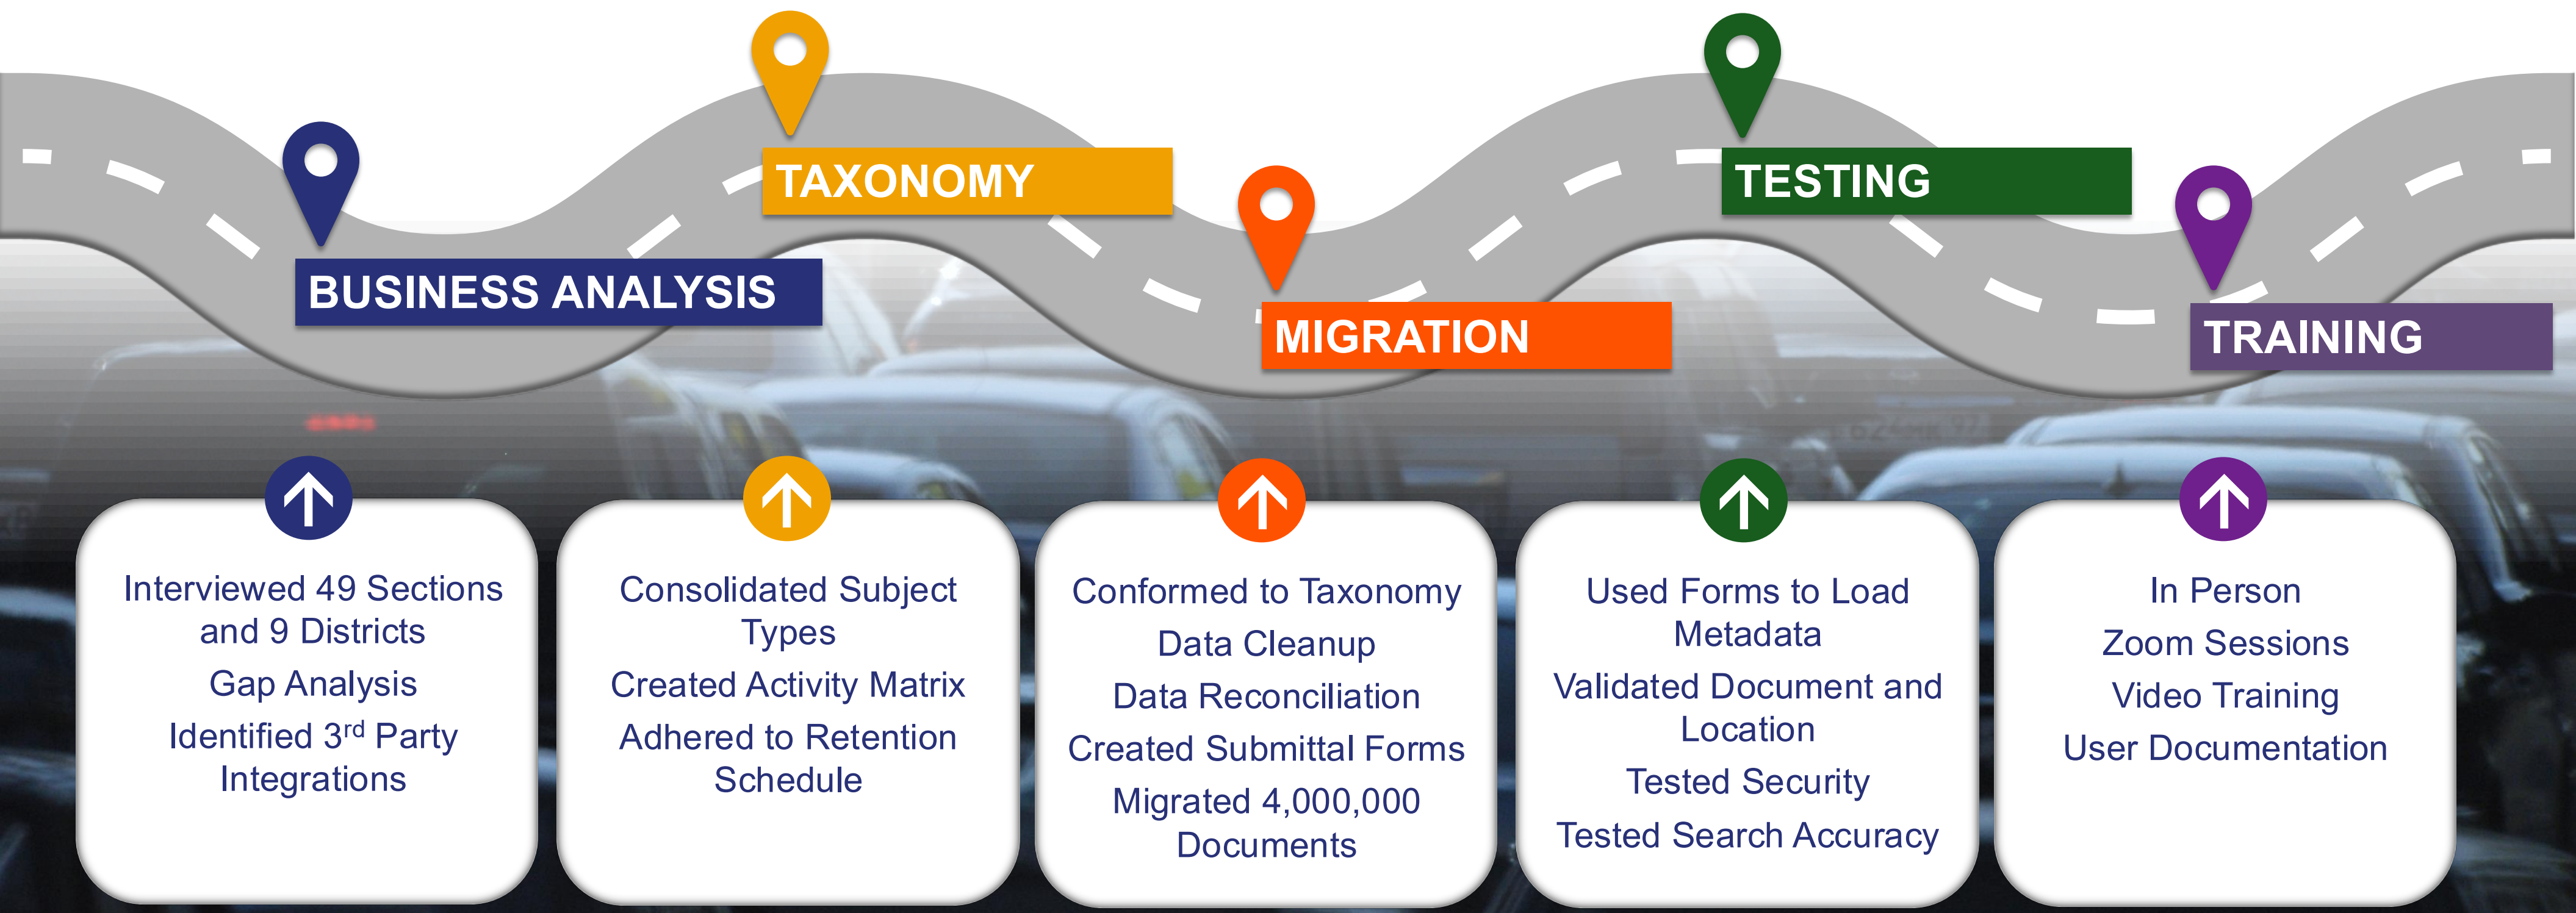 TAXONOMY
TESTING
BUSINESS ANALYSIS
MIGRATION
TRAINING
Interviewed 49 Sections
and 9 Districts
Gap Analysis
Identified 3rd Party
Integrations
Consolidated Subject
Types
Created Activity Matrix
Adhered to Retention
Schedule
Conformed to Taxonomy
Data Cleanup
Data Reconciliation
Created Submittal Forms
Migrated 4,000,000
Documents
Used Forms to Load
Metadata
Validated Document and
Location
Tested Security
Tested Search Accuracy
In Person
Zoom Sessions
Video Training
User Documentation